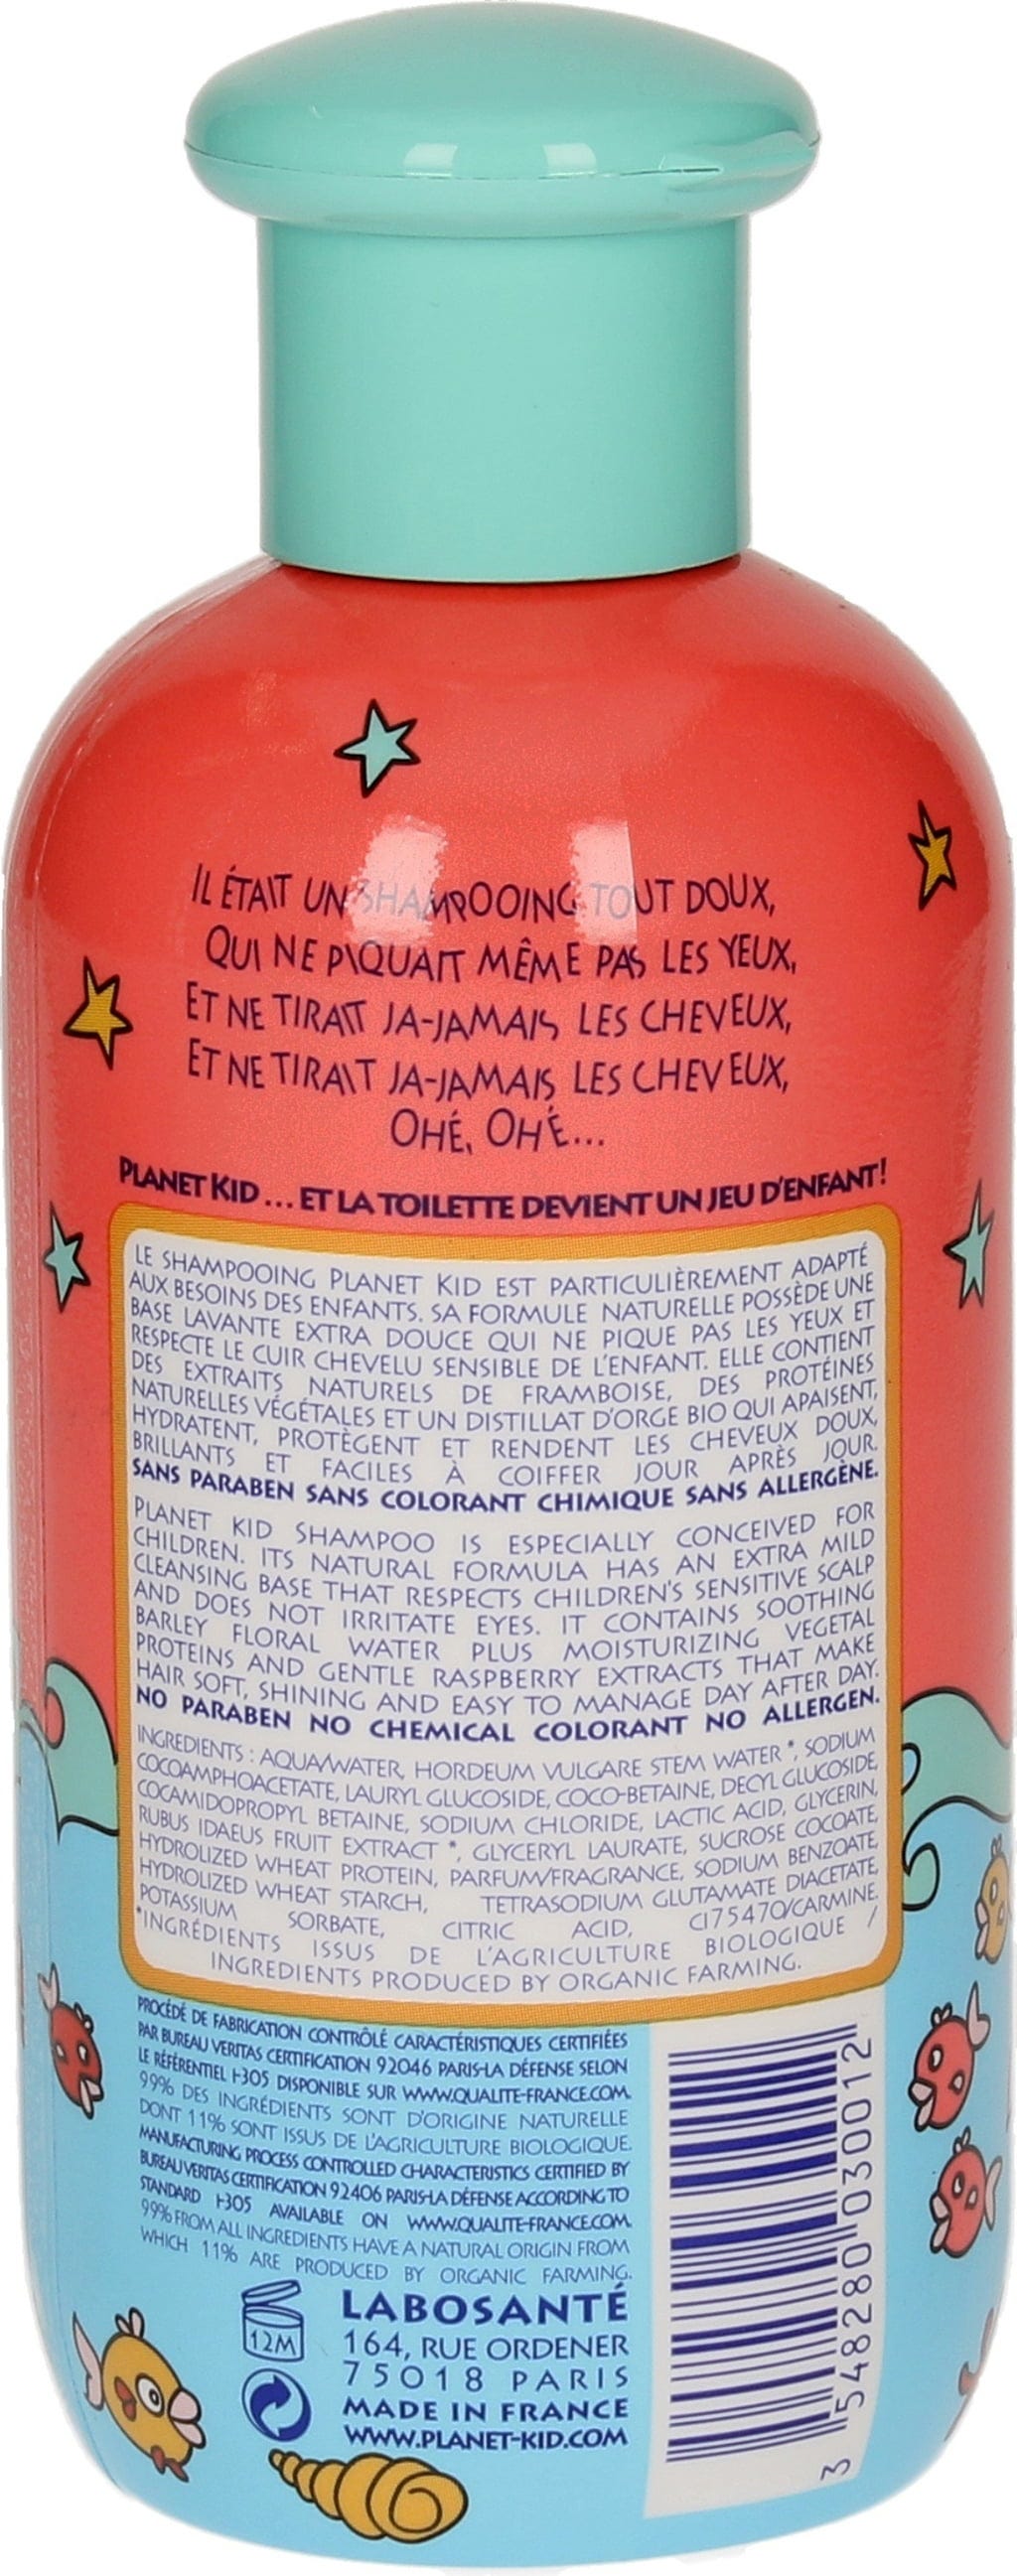 IL ÉTAIT UN SHAMPOOING TOUT DOUX,
QUI NE PIQUAIT MÊME PAS LES YEUX,
ET NE TIRAIT JA-JAMAIS LES CHEVEUX,
ET NE TIRAIT JA-JAMAIS LES CHEVEUX,
OHÉ, OHÉ...
PLANET KID ... ET LA TOILETTE DEVIENT UN JEU D'ENFANT!
LE SHAMPOOING PLANET KID EST PARTICULIÈREMENT ADAPTÉ
AUX BESOINS DES ENFANTS. SA FORMULE NATURELLE POSSÈDE UNE
BASE LAVANTE EXTRA DOUCE QUI NE PIQUE PAS LES YEUX ET
RESPECTE LE CUIR CHEVELU SENSIBLE DE L'ENFANT. ELLE CONTIENT
DES EXTRAITS NATURELS DE FRAMBOISE, DES PROTÉINES
NATURELLES VÉGÉTALES ET UN DISTILLAT D'ORGE BIO QUI APAISENT,
HYDRATENT, PROTÈGENT ET RENDENT LES CHEVEUX DOUX,
BRILLANTS ET FACILES À COIFFER JOUR APRÈS JOUR.
SANS PARABEN SANS COLORANT CHIMIQUE SANS ALLERGÈNE.
PLANET KID SHAMPOO IS ESPECIALLY CONCEIVED FOR
CHILDREN. ITS NATURAL FORMULA HAS AN EXTRA MILD
CLEANSING BASE THAT RESPECTS CHILDREN'S SENSITIVE SCALP
AND DOES NOT IRRITATE EYES. IT CONTAINS SOOTHING
BARLEY FLORAL WATER PLUS MOISTURIZING VEGETAL
PROTEINS AND GENTLE RASPBERRY EXTRACTS THAT MAKE
HAIR SOFT, SHINING AND EASY TO MANAGE DAY AFTER DAY.
NO PARABEN NO CHEMICAL COLORANT NO ALLERGEN.
INGREDIENTS : AQUA/WATER, HORDEUM VULGARE STEM WATER *, SODIUM
COCOAMPHOACETATE, LAURYL GLUCOSIDE, COCO-BETAINE, DECYL GLUCOSIDE,
COCAMIDOPROPYL BETAINE, SODIUM CHLORIDE, LACTIC ACID, GLYCERIN,
RUBUS IDAEUS FRUIT EXTRACT *, GLYCERYL LAURATE, SUCROSE COCOATE,
HYDROLIZED WHEAT PROTEIN, PARFUM/FRAGRANCE, SODIUM BENZOATE,
HYDROLIZED WHEAT STARCH, TETRASODIUM GLUTAMATE DIACETATE,
POTASSIUM SORBATE, CITRIC ACID, CI75470/CARMINE.
*INGRÉDIENTS ISSUS DE L'AGRICULTURE BIOLOGIQUE /
INGREDIENTS PRODUCED BY ORGANIC FARMING.
PROCÉDÉ DE FABRICATION CONTRÔLÉ CARACTÉRISTIQUES CERTIFIÉES
PAR BUREAU VERITAS CERTIFICATION 92046 PARIS-LA DÉFENSE SELON
LE RÉFÉRENTIEL I-305 DISPONIBLE SUR WWW.QUALITE-FRANCE.COM.
99% DES INGRÉDIENTS SONT D'ORIGINE NATURELLE
DONT 11% SONT ISSUS DE L'AGRICULTURE BIOLOGIQUE.
MANUFACTURING PROCESS CONTROLLED CHARACTERISTICS CERTIFIED BY
BUREAU VERITAS CERTIFICATION 92406 PARIS-LA DÉFENSE ACCORDING TO
STANDARD I-305 AVAILABLE ON WWW.QUALITE-FRANCE.COM.
99% FROM ALL INGREDIENTS HAVE A NATURAL ORIGIN FROM
WHICH 11% ARE PRODUCED BY ORGANIC FARMING.
LABOSANTÉ
12M
164, RUE ORDENER
75018 PARIS
MADE IN FRANCE
WWW.PLANET-KID.COM
3 548280 030012